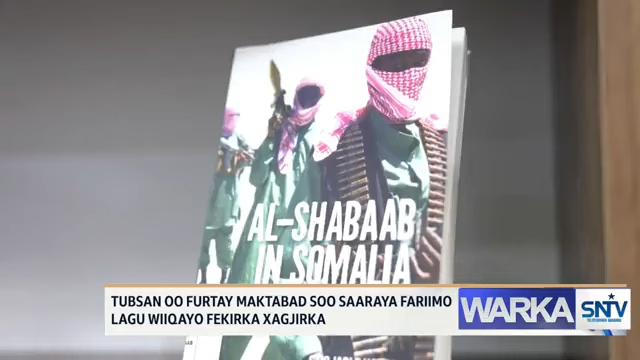 AL-SHABAAB
IN SOMALIA
TUBSAN OO FURTAY MAKTABAD SOO SAARAYA FARIIMO
LAGU WIIQAYO FEKIRKA XAGJIRKA
WARKA
SNTV